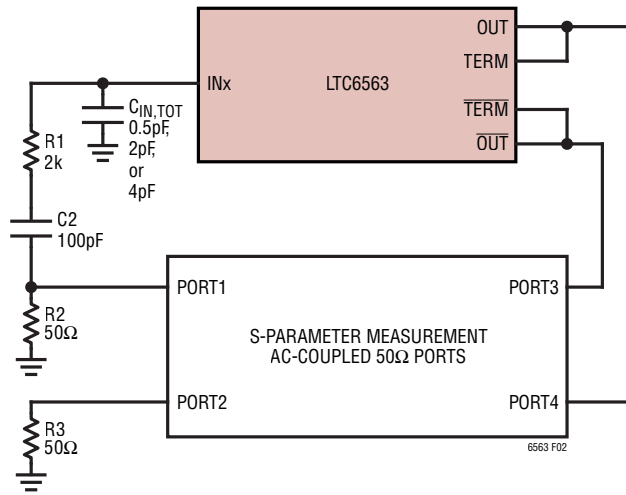 OUT
TERM
INx
LTC6563
TERM
OUT
C_IN,TOT
0.5pF,
2pF,
or
4pF
R1
2k
C2
100pF
PORT1
PORT3
R2
50Ω
S-PARAMETER MEASUREMENT
AC-COUPLED 50Ω PORTS
PORT2
PORT4
R3
50Ω
6563 F02